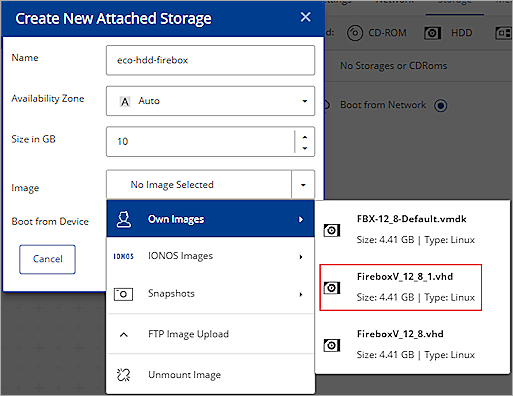 Create New Attached Storage
Name
eco-hdd-firebox
Availability Zone
A Auto
Size in GB
10
Image
No Image Selected
Boot from Device
Cancel
Own Images
IONOS IONOS Images
Snapshots
FTP Image Upload
Unmount Image
Network
Storage
CD-ROM
HDD
No Storages or CDRoms
Boot from Network
FBX-12_8-Default.vmdk
Size: 4.41 GB | Type: Linux
FireboxV_12_8_1.vhd
Size: 4.41 GB | Type: Linux
FireboxV_12_8.vhd
Size: 4.41 GB | Type: Linux